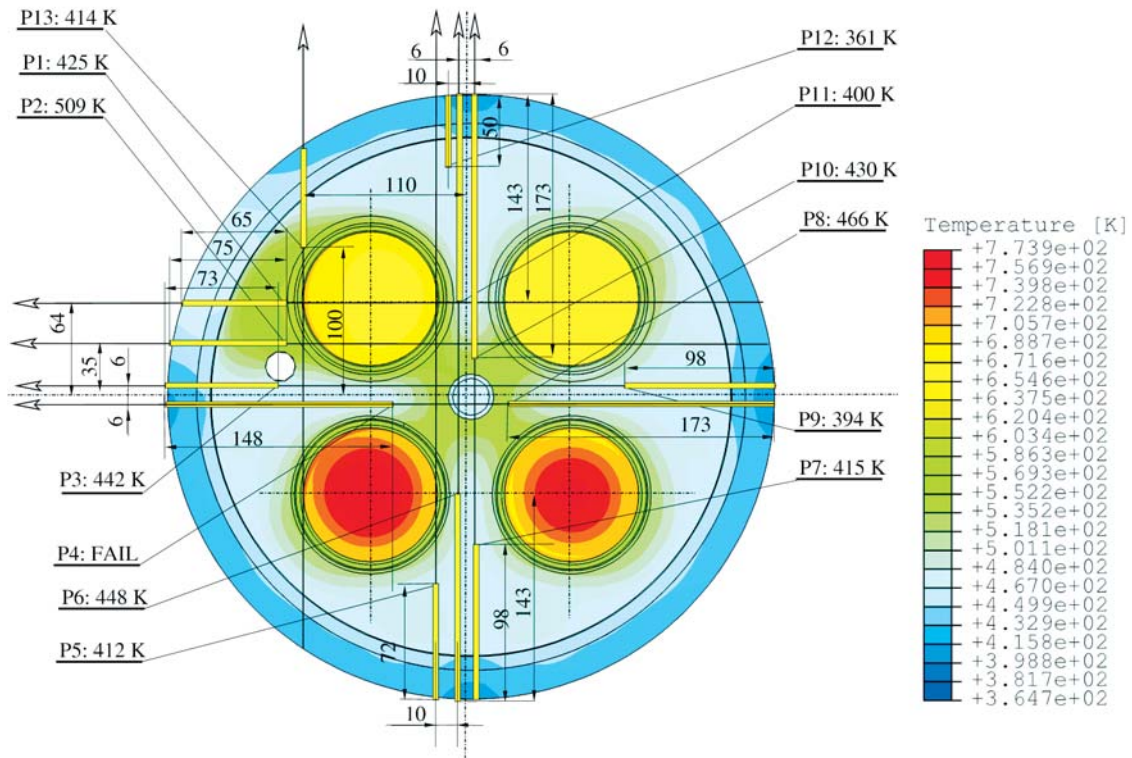 P13: 414 K
P1: 425 K
P2: 509 K
6
6
10
P12: 361 K
P11: 400 K
P10: 430 K
P8: 466 K
50
110
143
173
65
75
73
100
64
35
6
6
98
148
173
P3: 442 K
P4: FAIL
P6: 448 K
P5: 412 K
P9: 394 K
P7: 415 K
72
98
143
10
Temperature [K]
+7.739e+02
+7.569e+02
+7.398e+02
+7.228e+02
+7.057e+02
+6.887e+02
+6.716e+02
+6.546e+02
+6.375e+02
+6.204e+02
+6.034e+02
+5.863e+02
+5.693e+02
+5.522e+02
+5.352e+02
+5.181e+02
+5.011e+02
+4.840e+02
+4.670e+02
+4.499e+02
+4.329e+02
+4.158e+02
+3.988e+02
+3.817e+02
+3.647e+02